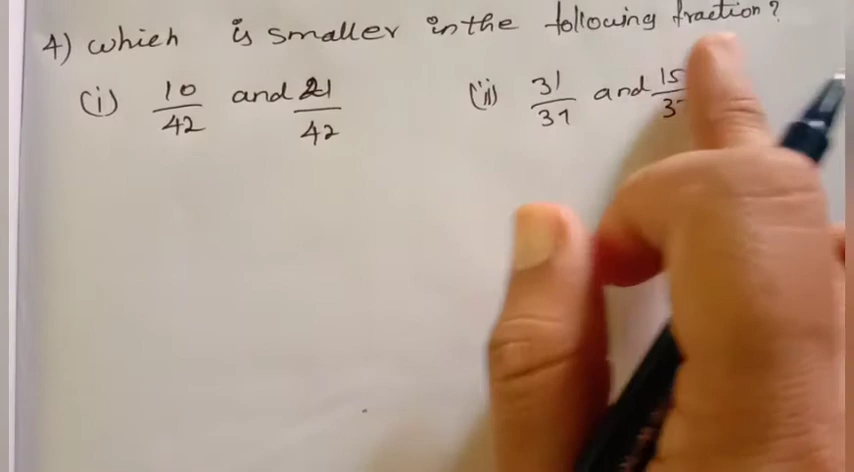 4) which is smaller in the following fraction?
(i) 10/42 and 21/42 (ii) 31/37 and 15/